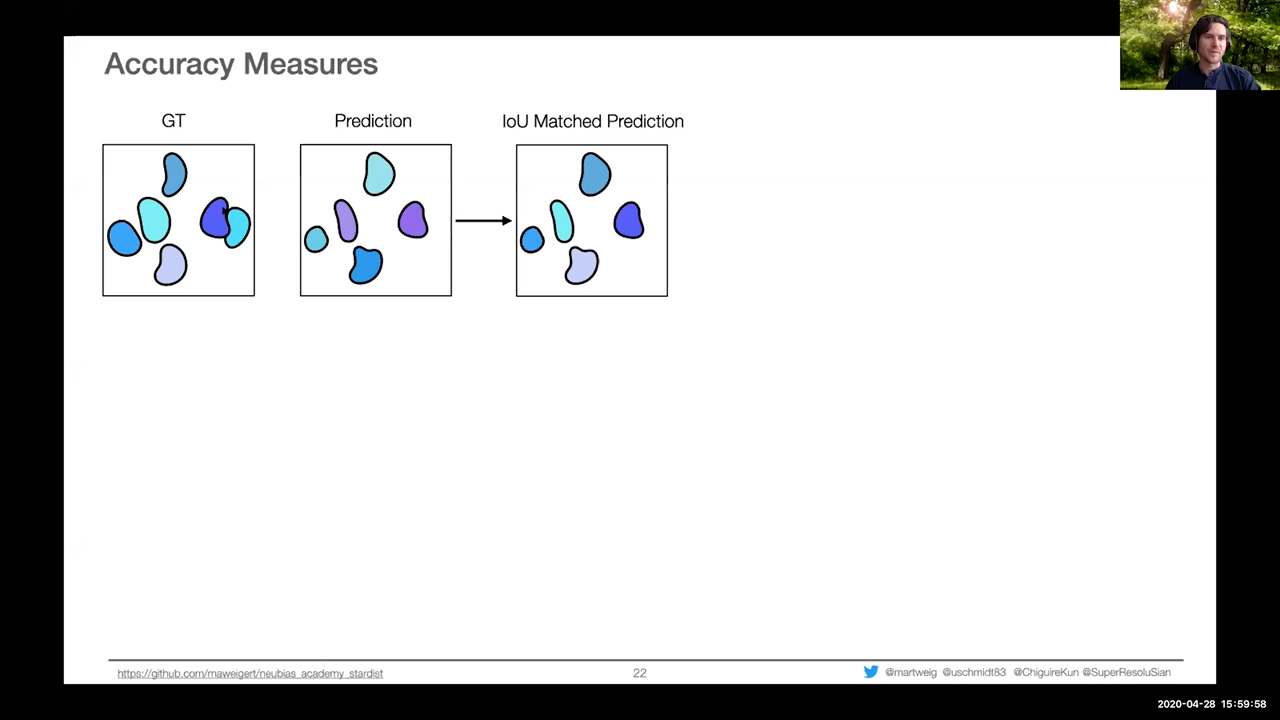 Accuracy Measures
GT
Prediction
IoU Matched Prediction
https://github.com/maweigert/neubias_academy_stardist
22
@martweig @uschmidt83 @ChiguireKun @SuperResoluSian
2020-04-28 15:59:58